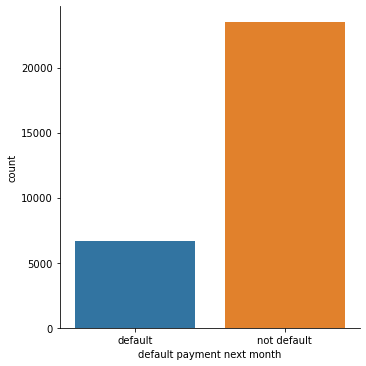 20000
15000
10000
5000
0
count
default
not default
default payment next month